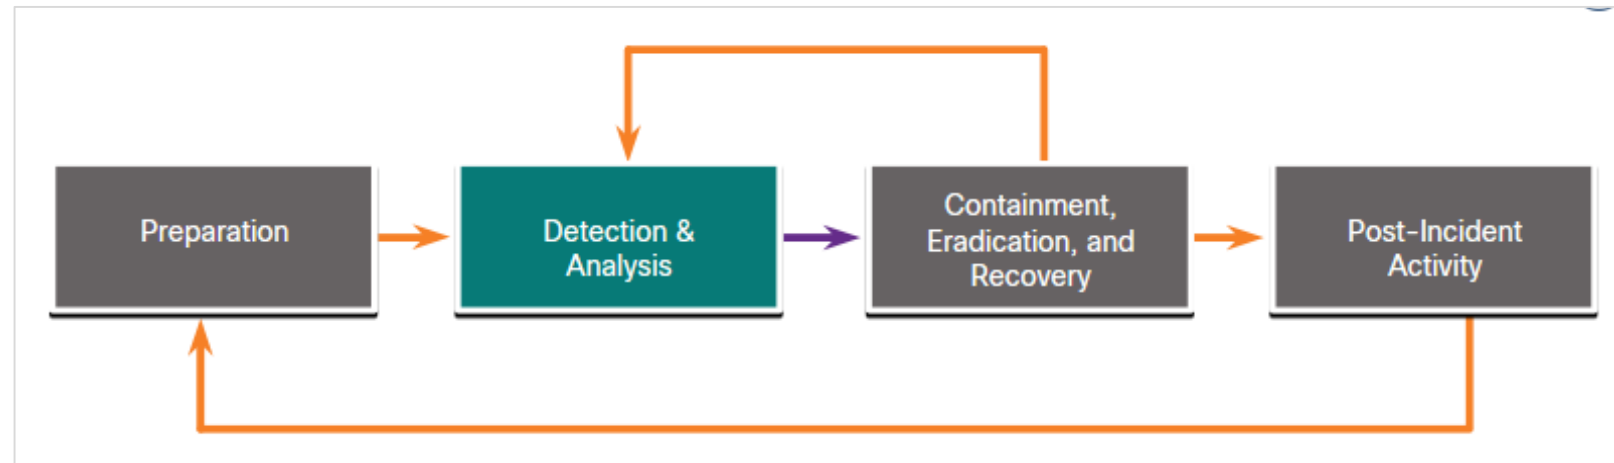 Preparation
Detection &
Analysis
Containment,
Eradication, and
Recovery
Post-Incident
Activity